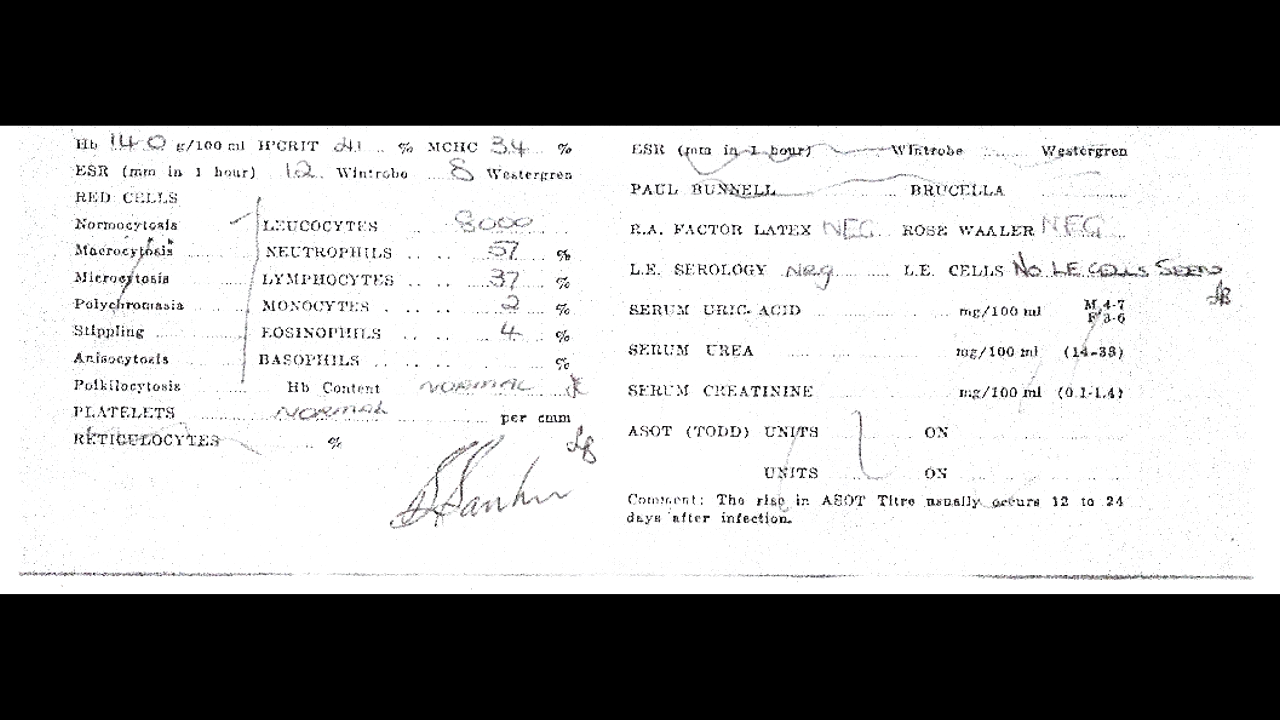 Hb 14.0 g/100 ml H'CRIT 41 % MCHC 34 %
ESR (mm in 1 hour) 12 Wintrobe 8 Westergren
RED CELLS
Normocytosis LEUCOCYTES 8000
Macrocytosis NEUTROPHILS 57 %
Microcytosis LYMPHOCYTES 37 %
Polychromasia MONOCYTES 2 %
Stippling EOSINOPHILS 4 %
Anisocytosis BASOPHILS %
Poikilocytosis Hb Content NORMAL
PLATELETS NORMAL per cmm
RETICULOCYTES %
ESR (mm in 1 hour) Wintrobe Westergren
PAUL BUNNELL BRUCELLA
R.A. FACTOR LATEX NEG ROSE WAALER NEG
L.E. SEROLOGY Neg L.E. CELLS No LE CELLS SEEN
SERUM URIC-ACID mg/100 ml M 4-7
F 3-6
SERUM UREA mg/100 ml (14-38)
SERUM CREATININE mg/100 ml (0.1-1.4)
ASOT (TODD) UNITS ON
UNITS ON
Comment: The rise in ASOT Titre usually occurs 12 to 24
days after infection.